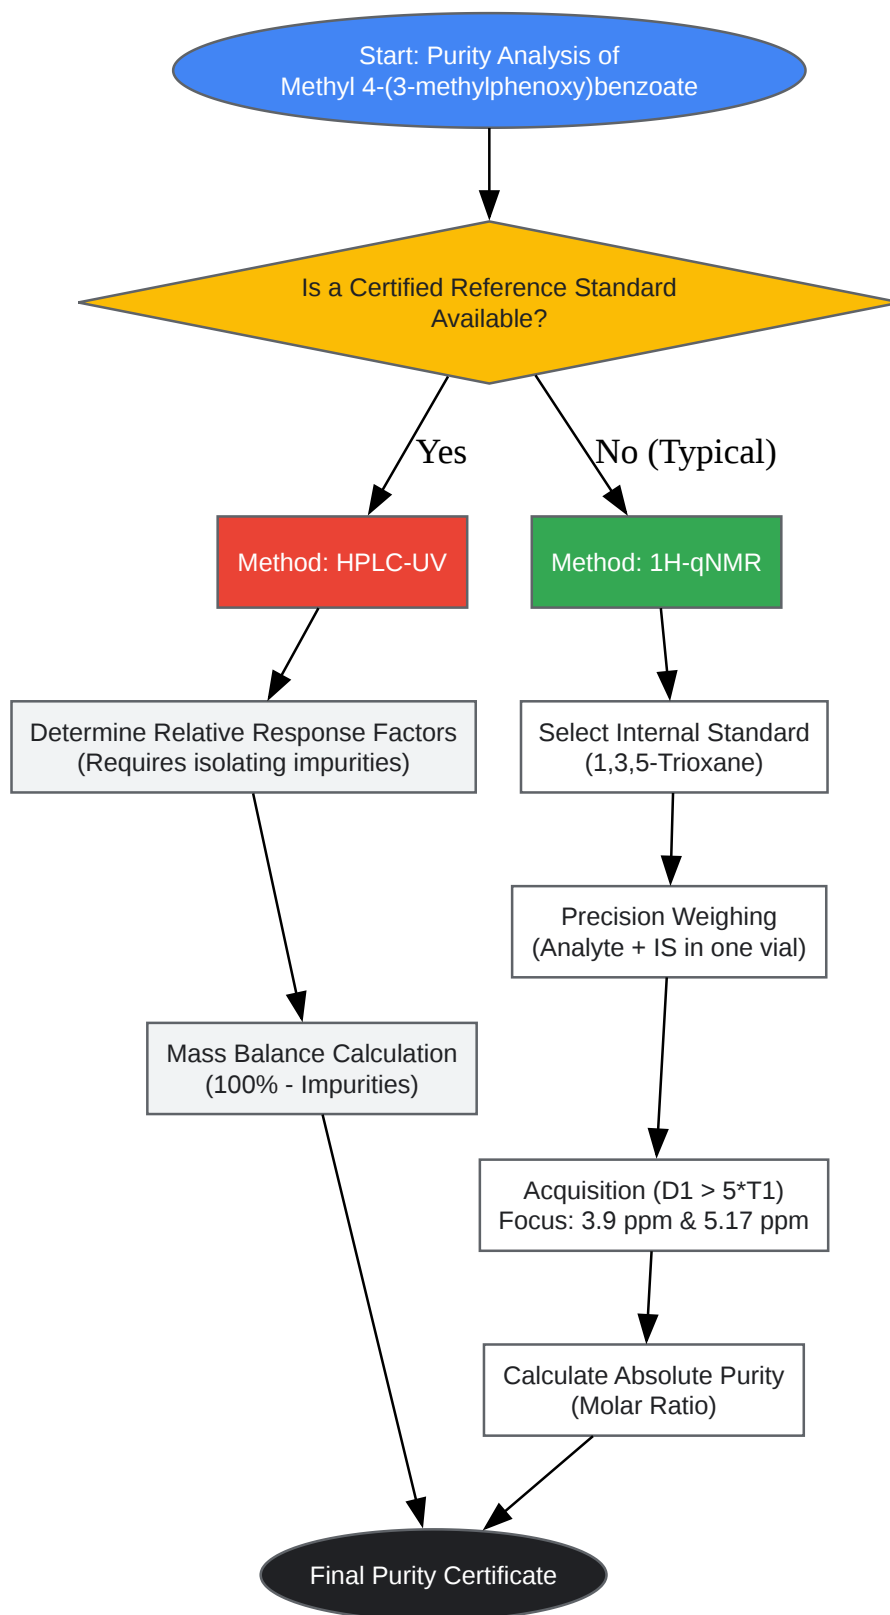 Start: Purity Analysis of
Methyl 4-(3-methylphenoxy)benzoate
Is a Certified Reference Standard
Available?
Yes
No (Typical)
Method: HPLC-UV
Method: 1H-qNMR
Determine Relative Response Factors
(Requires isolating impurities)
Select Internal Standard
(1,3,5-Trioxane)
Precision Weighing
(Analyte + IS in one vial)
Mass Balance Calculation
(100% - Impurities)
Acquisition (D1 > 5*T1)
Focus: 3.9 ppm & 5.17 ppm
Calculate Absolute Purity
(Molar Ratio)
Final Purity Certificate